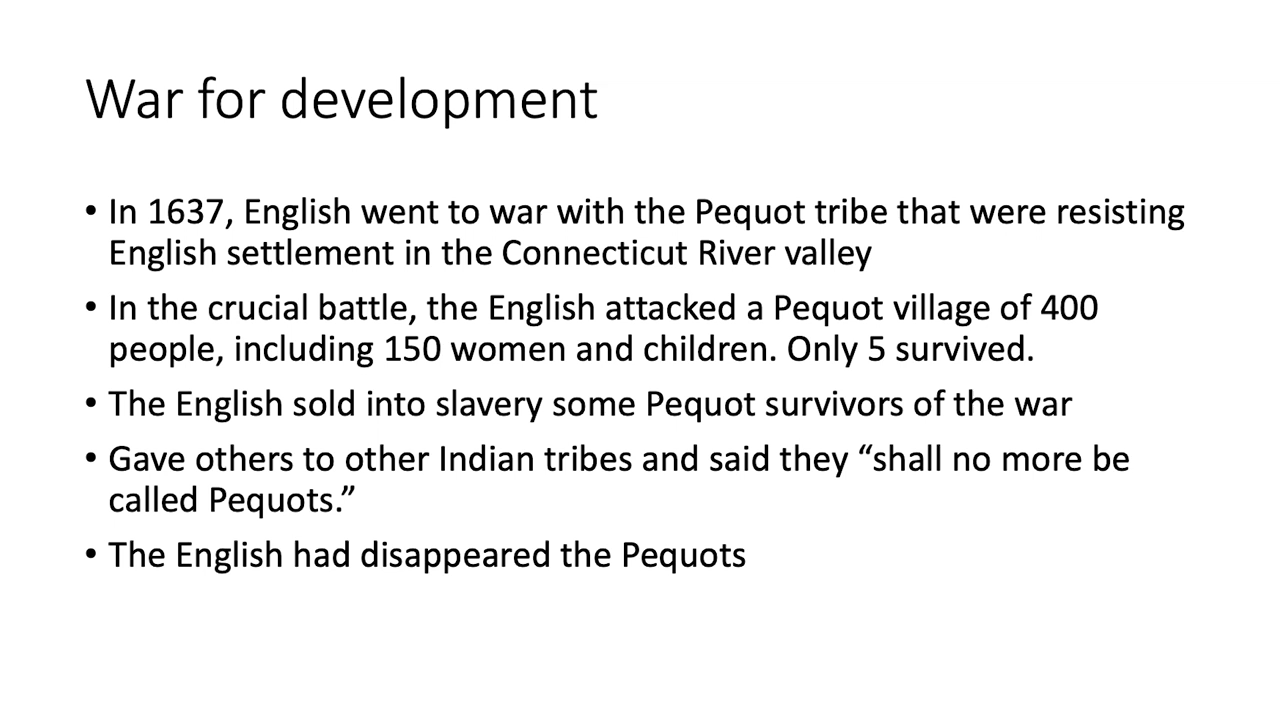 War for development
• In 1637, English went to war with the Pequot tribe that were resisting
English settlement in the Connecticut River valley
• In the crucial battle, the English attacked a Pequot village of 400
people, including 150 women and children. Only 5 survived.
• The English sold into slavery some Pequot survivors of the war
• Gave others to other Indian tribes and said they “shall no more be
called Pequots.”
• The English had disappeared the Pequots